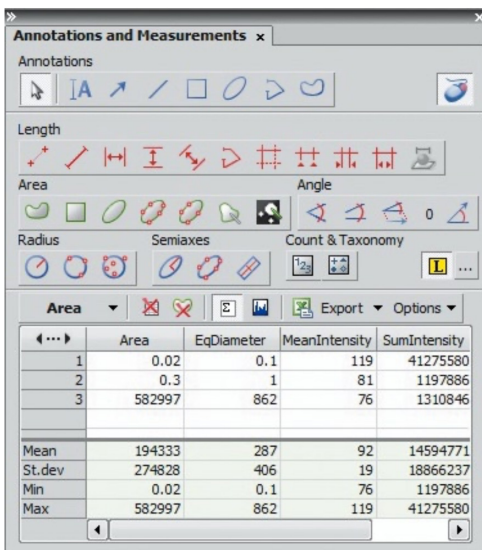 Annotations and Measurements x
Annotations
A
Length
Area Angle
0
Radius Semiaxes Count & Taxonomy
123 L ...
Area Σ Export Options
Area EqDiameter MeanIntensity SumIntensity
1 0.02 0.1 119 41275580
2 0.3 1 81 1197886
3 582997 862 76 1310846
Mean 194333 287 92 14594771
St.dev 274828 406 19 18866237
Min 0.02 0.1 76 1197886
Max 582997 862 119 41275580